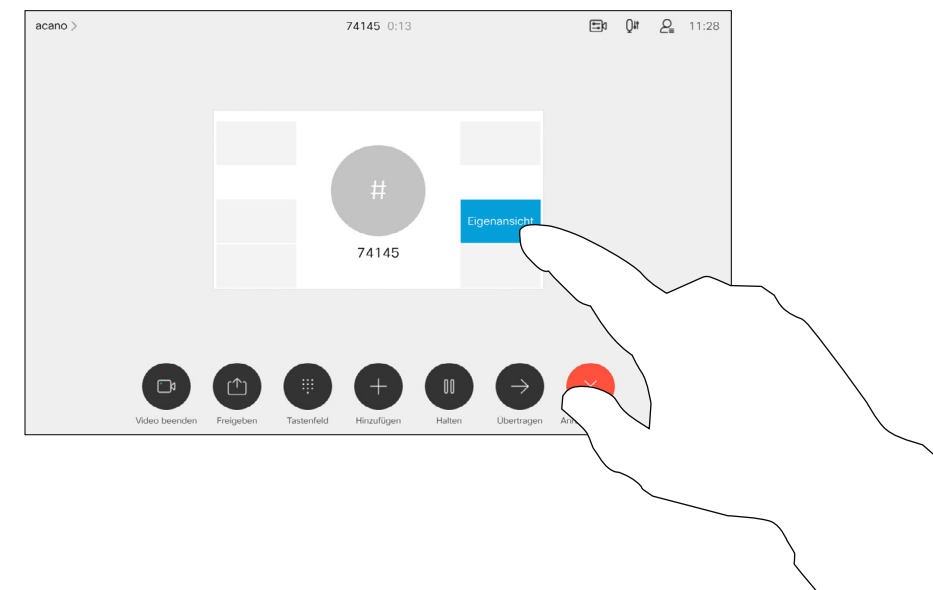 acano >
74145 0:13
11:28
#
Eigenansicht
74145
Video beenden
Freigeben
Tastenfeld
Hinzufügen
Halten
Übertragen